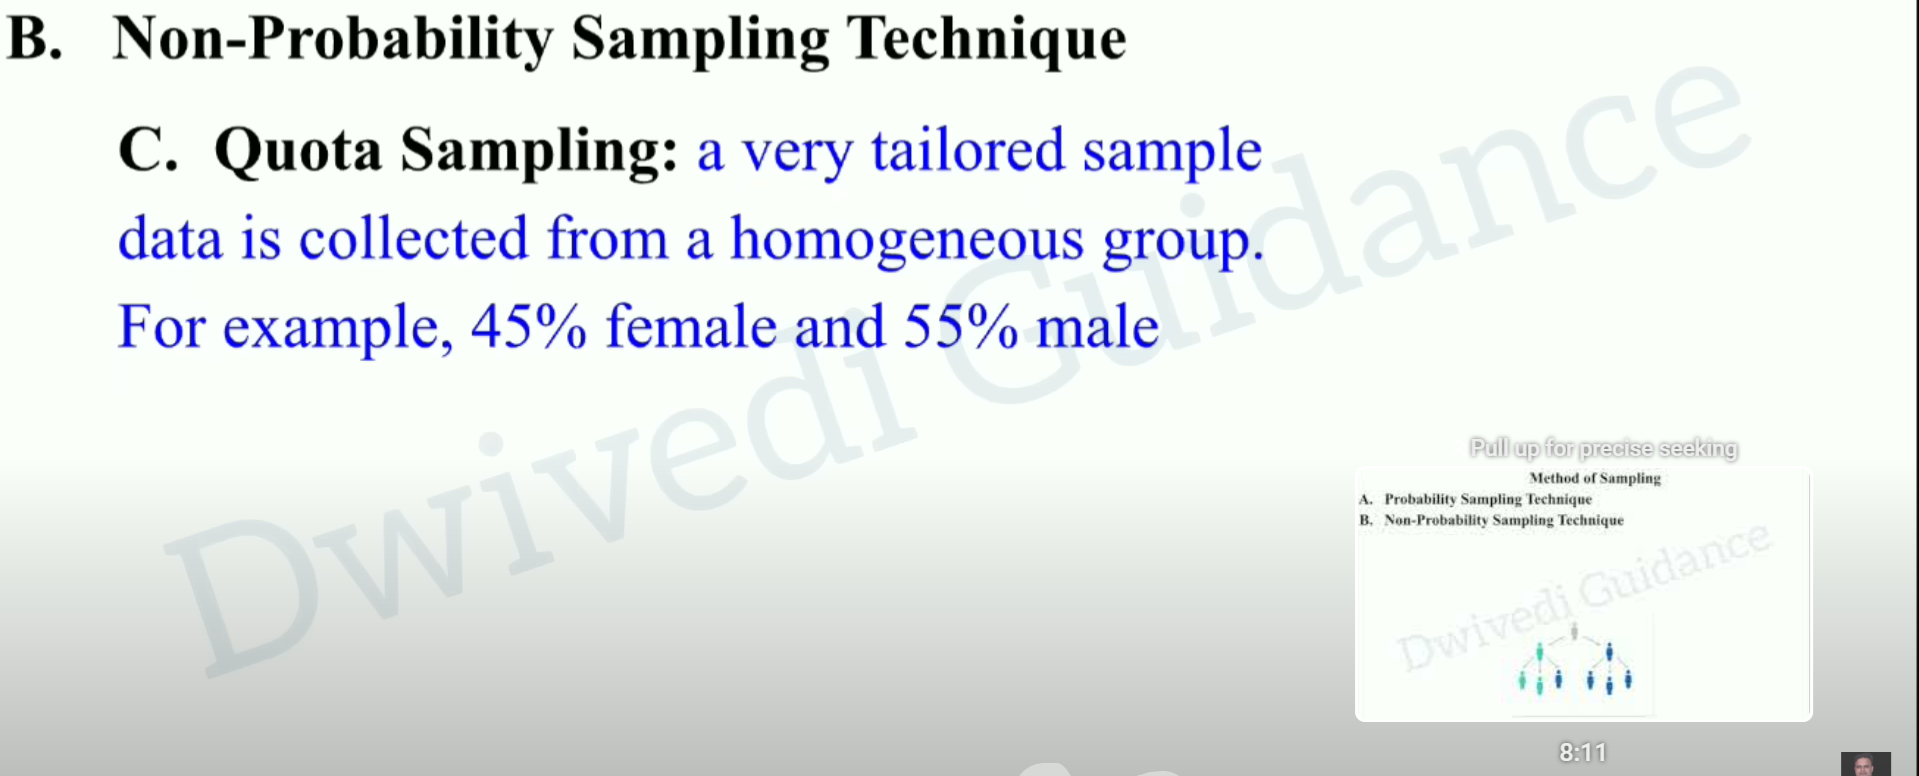 B. Non-Probability Sampling Technique
C. Quota Sampling: a very tailored sample
data is collected from a homogeneous group.
For example, 45% female and 55% male
Dwivedi Guidance
Pull up for precise seeking
Method of Sampling
A. Probability Sampling Technique
B. Non-Probability Sampling Technique
Dwivedi Guidance
8:11